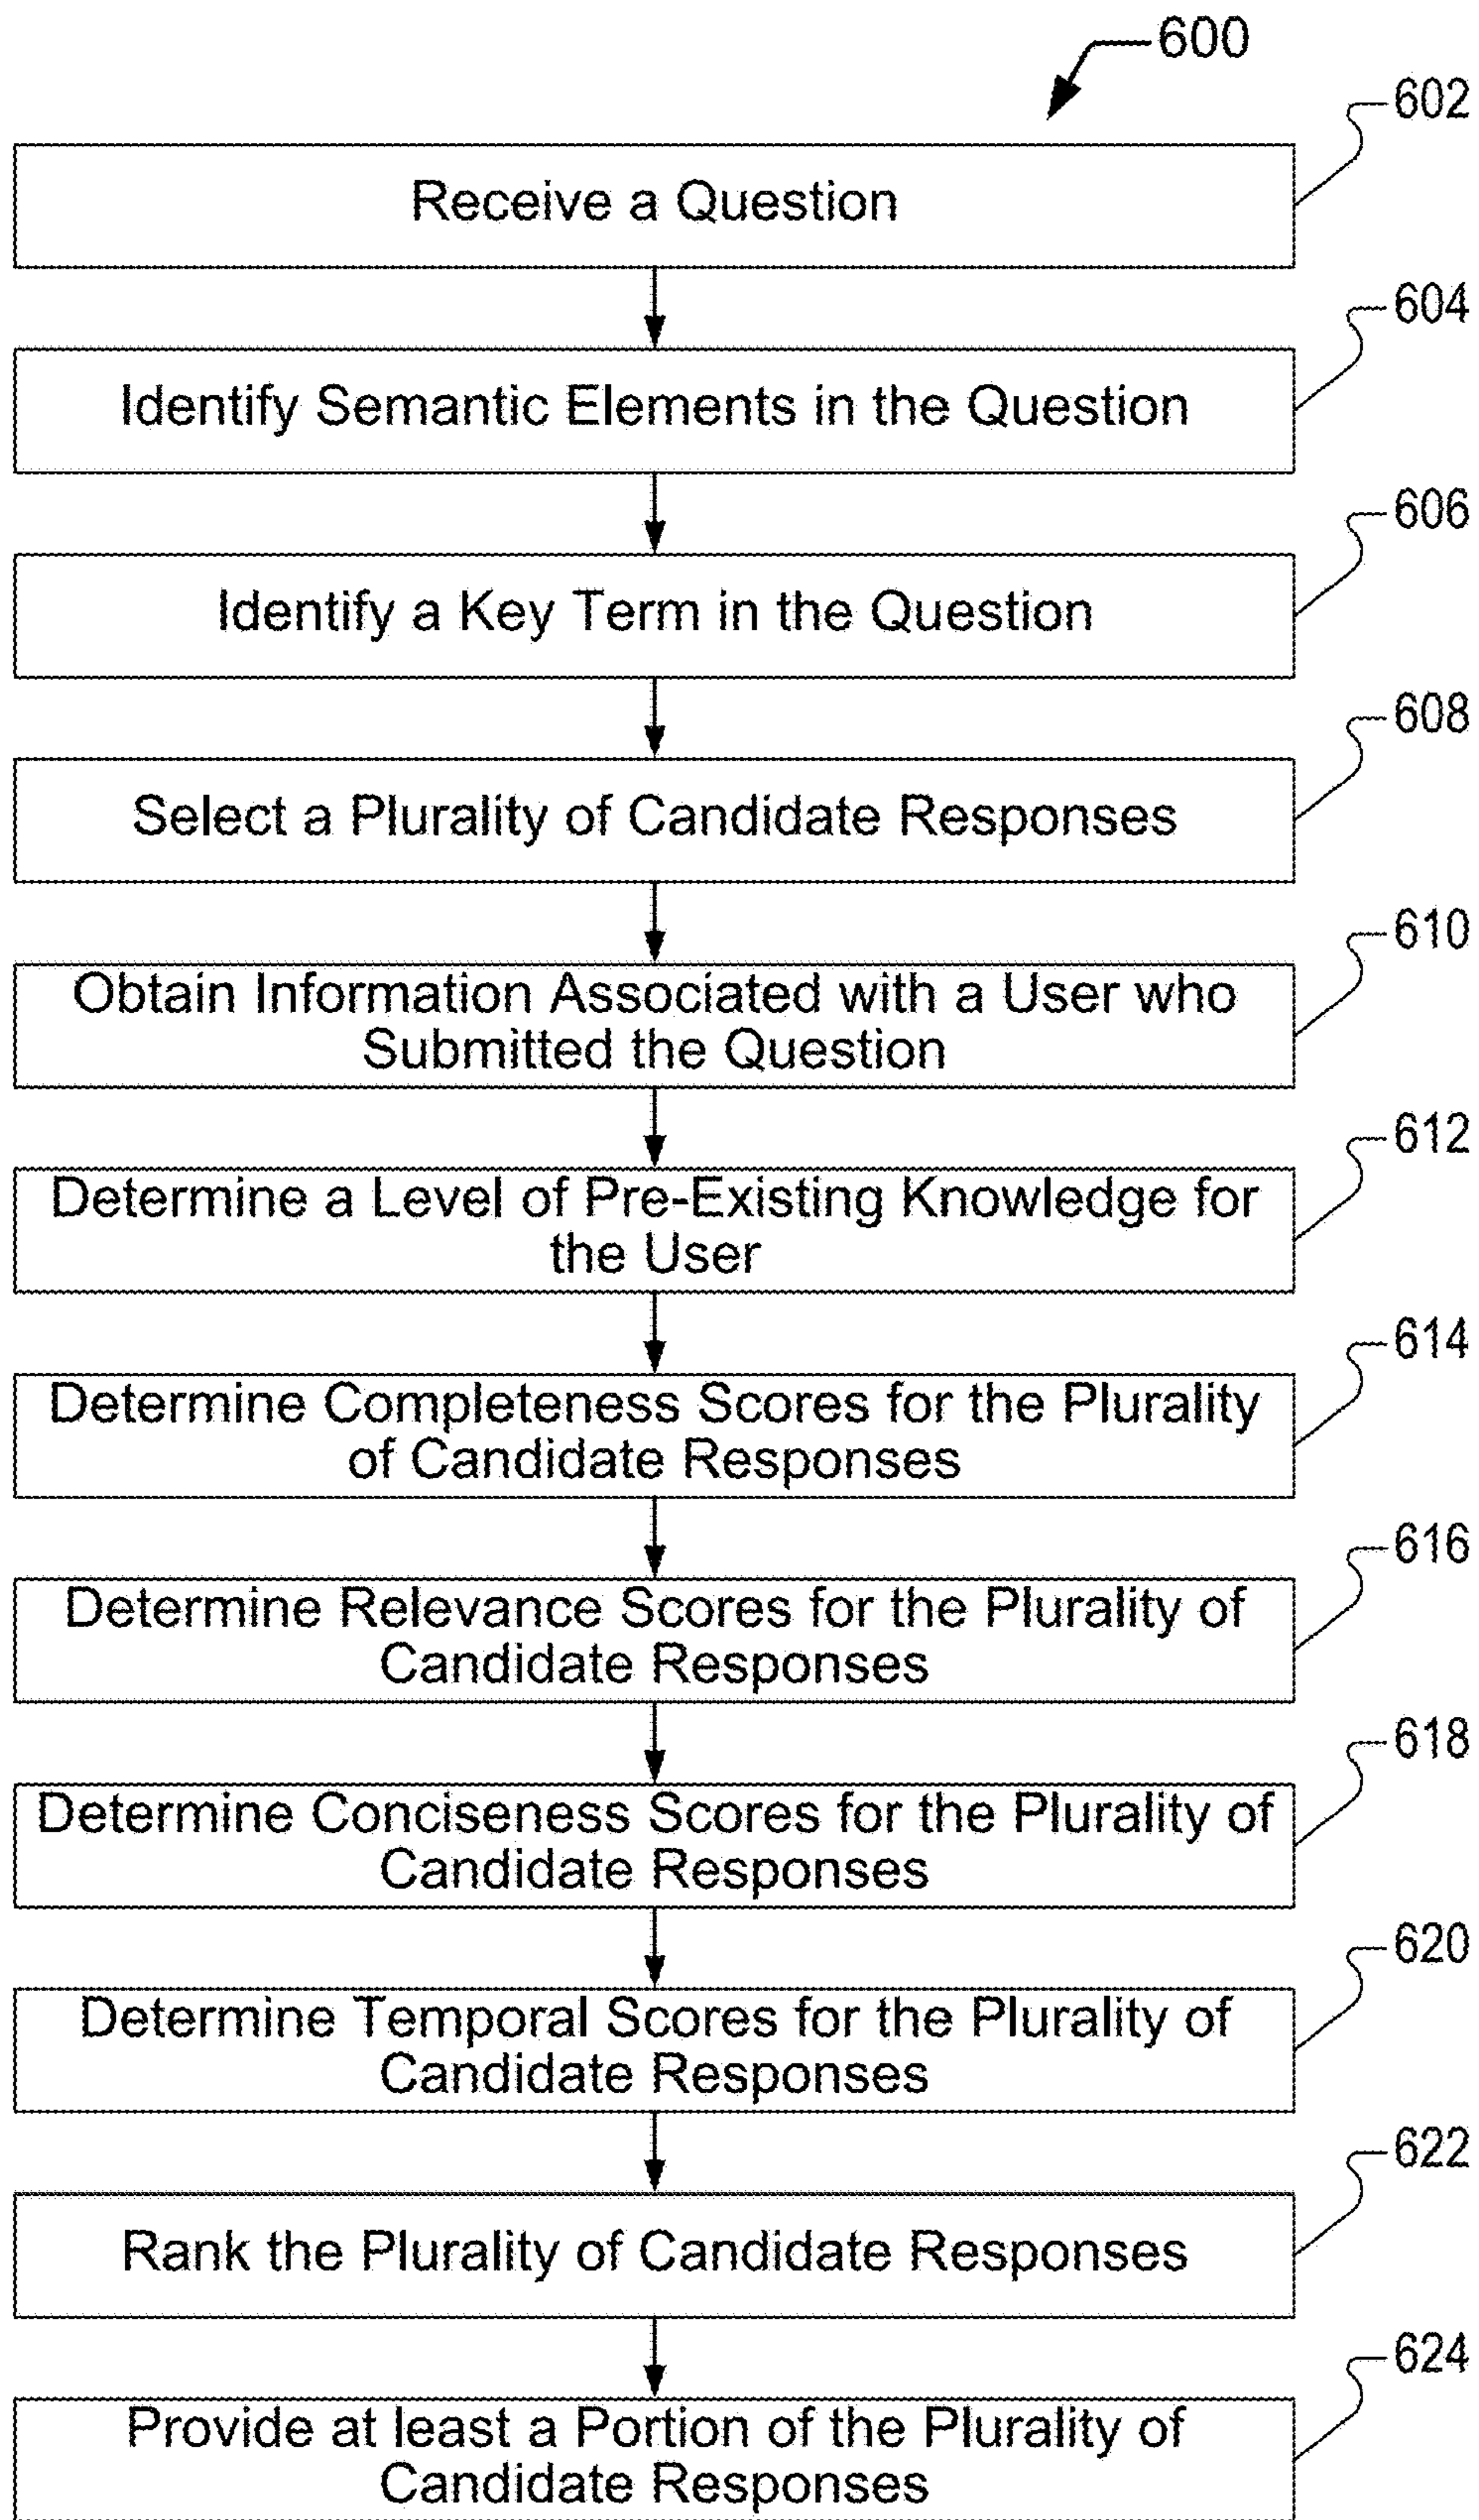 600
602
Receive a Question
604
Identify Semantic Elements in the Question
606
Identify a Key Term in the Question
608
Select a Plurality of Candidate Responses
610
Obtain Information Associated with a User who
Submitted the Question
612
Determine a Level of Pre-Existing Knowledge for
the User
614
Determine Completeness Scores for the Plurality
of Candidate Responses
616
Determine Relevance Scores for the Plurality of
Candidate Responses
618
Determine Conciseness Scores for the Plurality of
Candidate Responses
620
Determine Temporal Scores for the Plurality of
Candidate Responses
622
Rank the Plurality of Candidate Responses
624
Provide at least a Portion of the Plurality of
Candidate Responses